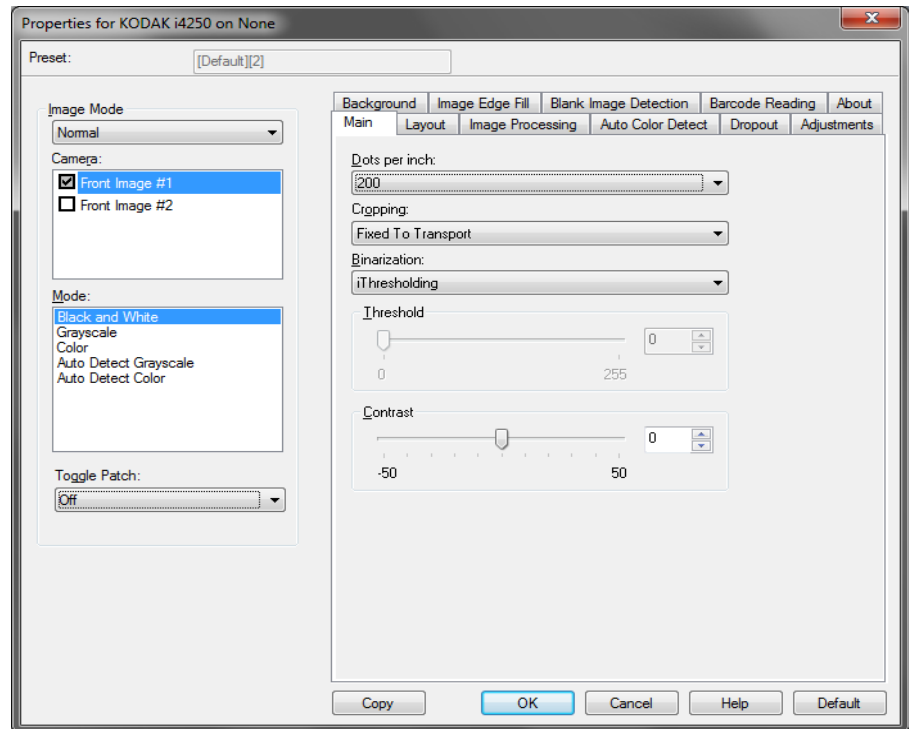 Properties for KODAK i4250 on None
Preset: [Default][2]
Image Mode
Normal
Camera:
Front Image #1
Front Image #2
Mode:
Black and White
Grayscale
Color
Auto Detect Grayscale
Auto Detect Color
Toggle Patch:
Off
Background Image Edge Fill Blank Image Detection Barcode Reading About
Main Layout Image Processing Auto Color Detect Dropout Adjustments
Dots per inch:
200
Cropping:
Fixed To Transport
Binarization:
iThresholding
Threshold
0
0 255
Contrast
0
-50 50
Copy OK Cancel Help Default